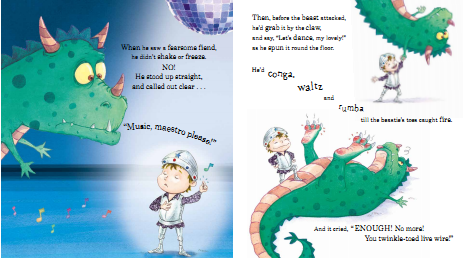 When he saw a fearsome fiend,
he didn't shake or freeze.
NO!
He stood up straight,
and called out clear . . .
"Music, maestro please!"
Then, before the beast attacked,
he'd grab it by the claw,
and say, "Let's dance, my lovely!"
as he spun it round the floor.
He'd
conga,
waltz
and
rumba
till the beastie's toes caught fire.
And it cried, "ENOUGH! No more!
You twinkle-toed live wire!"